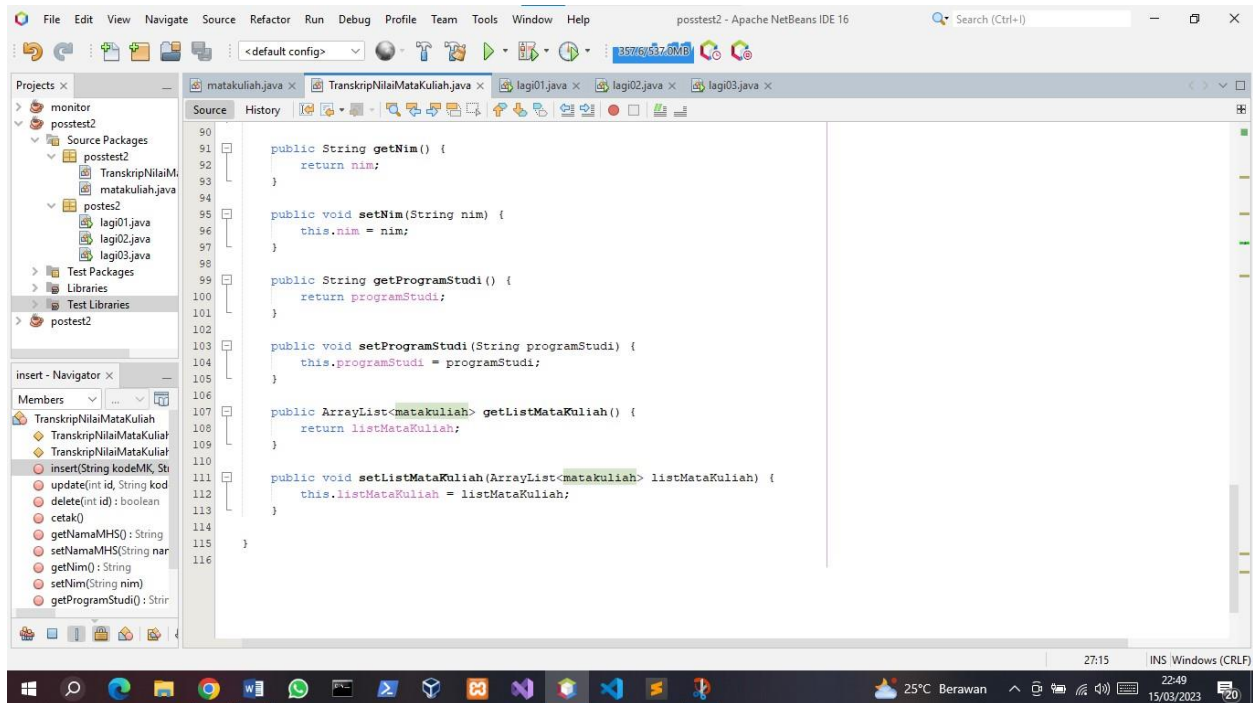 File Edit View Navigate Source Refactor Run Debug Profile Team Tools Window Help posstest2 - Apache NetBeans IDE 16 Search (Ctrl+I)
<default config> 357.6/537.0MB
Projects
matakuliah.java TranskripNilaiMataKuliah.java lagi01.java lagi02.java lagi03.java
Source History
monitor
posstest2
Source Packages
posstest2
TranskripNilaiMa
matakuliah.java
postes2
lagi01.java
lagi02.java
lagi03.java
Test Packages
Libraries
Test Libraries
postest2
insert - Navigator
Members ...
TranskripNilaiMataKuliah
TranskripNilaiMataKuliah
TranskripNilaiMataKuliah
insert(String kodeMK, Str
update(int id, String kod
delete(int id) : boolean
cetak()
getNamaMHS() : String
setNamaMHS(String nar
getNim() : String
setNim(String nim)
getProgramStudi() : Strir
90
91 public String getNim() {
92 return nim;
93 }
94
95 public void setNim(String nim) {
96 this.nim = nim;
97 }
98
99 public String getProgramStudi() {
100 return programStudi;
101 }
102
103 public void setProgramStudi(String programStudi) {
104 this.programStudi = programStudi;
105 }
106
107 public ArrayList<matakuliah> getListMataKuliah() {
108 return listMataKuliah;
109 }
110
111 public void setListMataKuliah(ArrayList<matakuliah> listMataKuliah) {
112 this.listMataKuliah = listMataKuliah;
113 }
114
115 }
116
27:15 INS Windows (CRLF)
25°C Berawan 22:49
15/03/2023 20